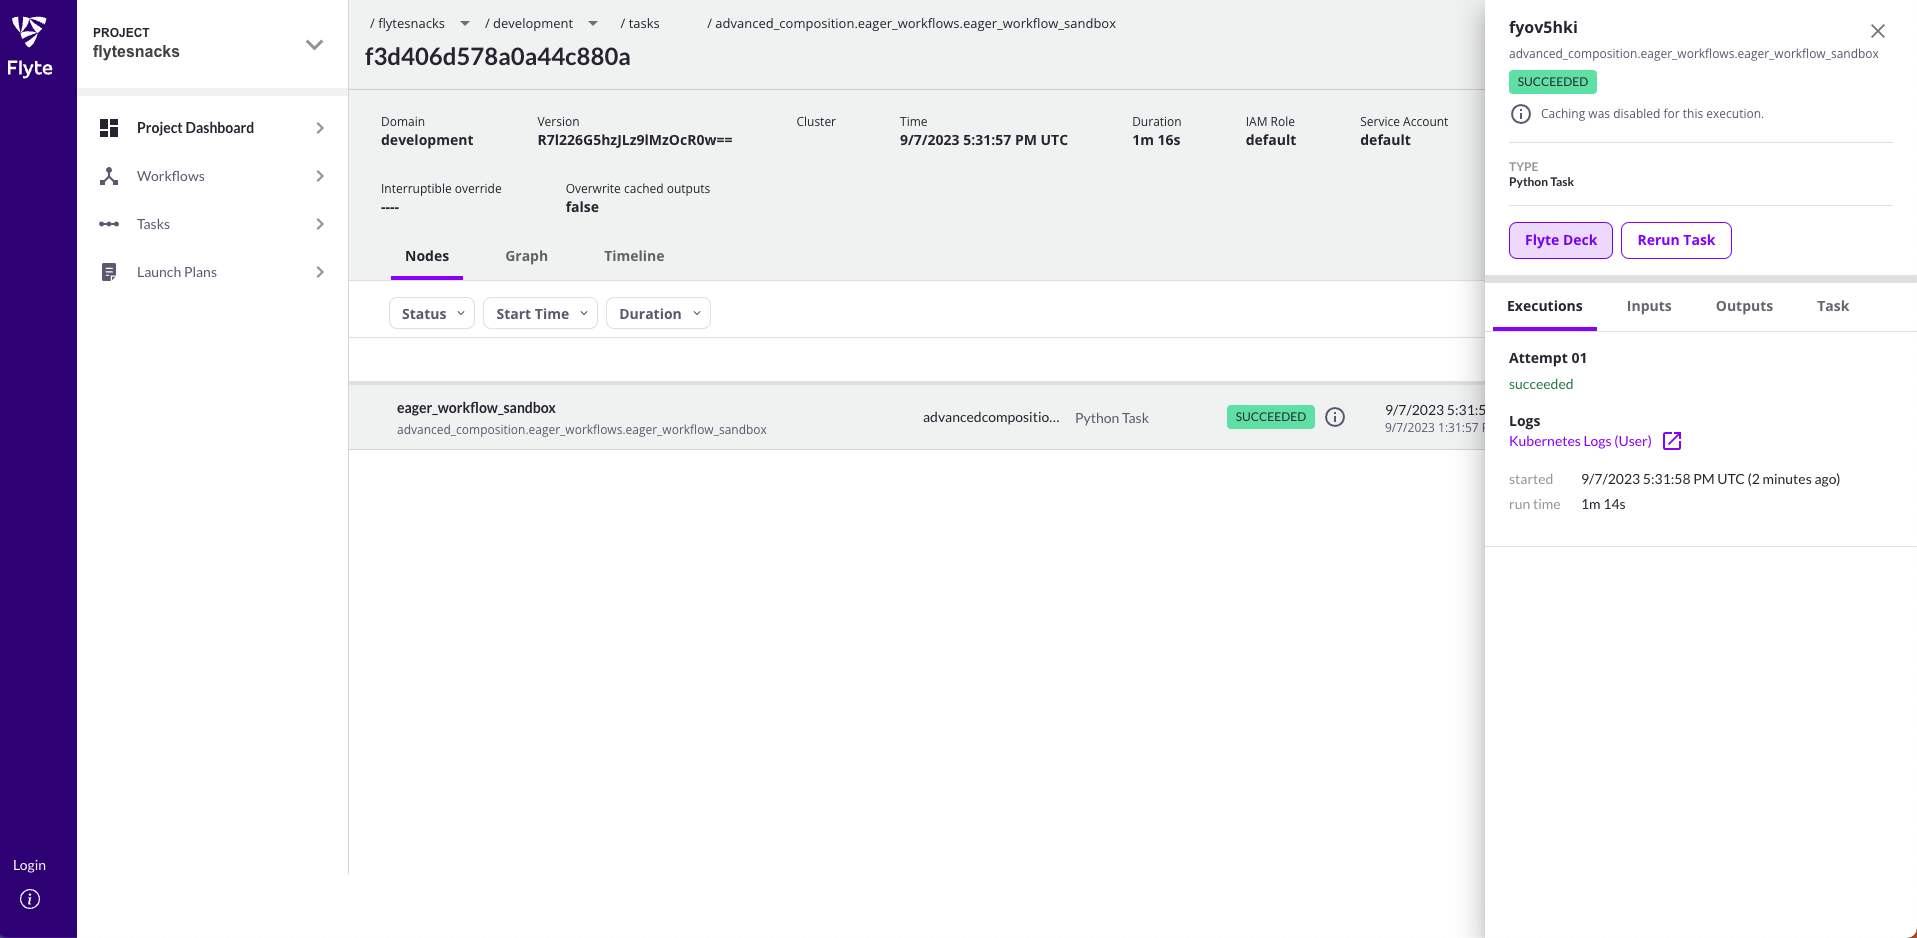 Flyte
PROJECT
flytesnacks
Project Dashboard
Workflows
Tasks
Launch Plans
Login
/ flytesnacks / development / tasks / advanced_composition.eager_workflows.eager_workflow_sandbox
f3d406d578a0a44c880a
Domain Version Cluster Time Duration IAM Role Service Account
development R7l226G5hzJLz9lMzOcR0w== 9/7/2023 5:31:57 PM UTC 1m 16s default default
Interruptible override Overwrite cached outputs
---- false
Nodes Graph Timeline
Status Start Time Duration
eager_workflow_sandbox
advanced_composition.eager_workflows.eager_workflow_sandbox
advancedcompositio... Python Task SUCCEEDED
9/7/2023 5:31:5
9/7/2023 1:31:57 P
fyov5hki
advanced_composition.eager_workflows.eager_workflow_sandbox
SUCCEEDED
Caching was disabled for this execution.
TYPE
Python Task
Flyte Deck Rerun Task
Executions Inputs Outputs Task
Attempt 01
succeeded
Logs
Kubernetes Logs (User)
started 9/7/2023 5:31:58 PM UTC (2 minutes ago)
run time 1m 14s